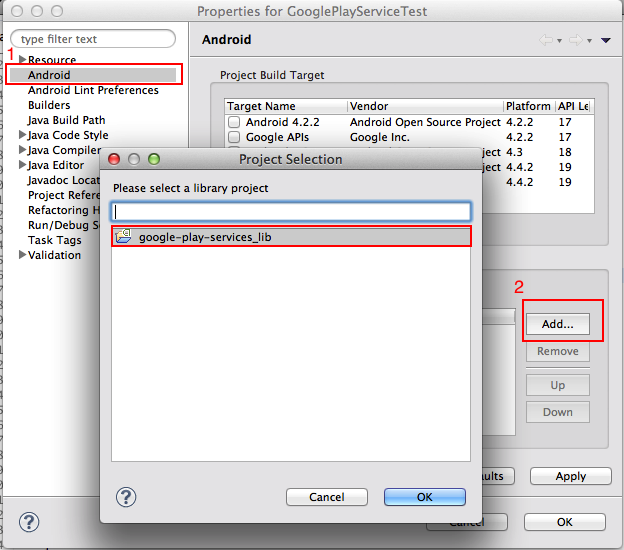 Properties for GooglePlayServiceTest
type filter text
1
Resource
Android
Android Lint Preferences
Builders
Java Build Path
Java Code Style
Java Compiler
Java Editor
Javadoc Locat
Project Refere
Refactoring H
Run/Debug Se
Task Tags
Validation
Android
Project Build Target
Target Name Vendor Platform API Le
Android 4.2.2 Android Open Source Project 4.2.2 17
Google APIs Google Inc. 4.2.2 17
Project 4.3 18
4.4.2 19
Project 4.4.2 19
Project Selection
Please select a library project
google-play-services_lib
Cancel OK
2
Add...
Remove
Up
Down
ults Apply
Cancel OK